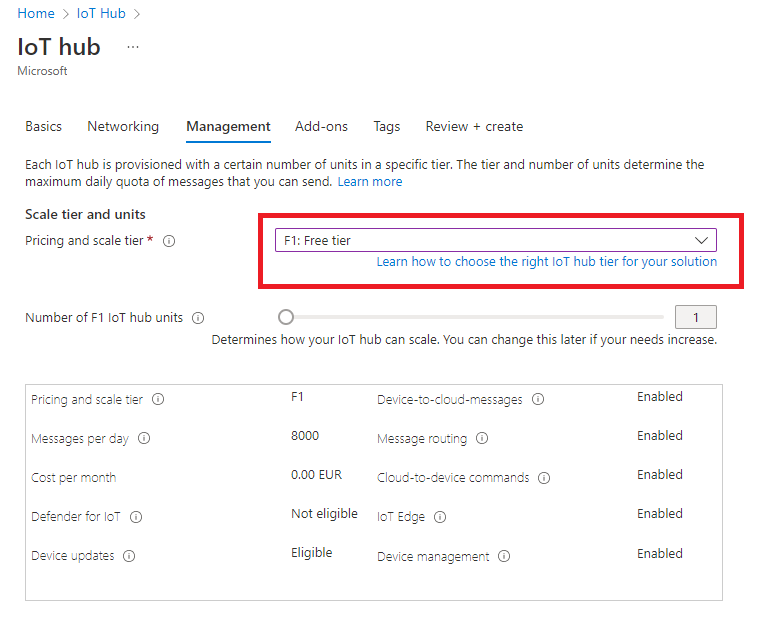 Home > IoT Hub >
IoT hub ...
Microsoft
Basics Networking Management Add-ons Tags Review + create
Each IoT hub is provisioned with a certain number of units in a specific tier. The tier and number of units determine the
maximum daily quota of messages that you can send. Learn more
Scale tier and units
Pricing and scale tier * F1: Free tier
Learn how to choose the right IoT hub tier for your solution
Number of F1 IoT hub units 1
Determines how your IoT hub can scale. You can change this later if your needs increase.
Pricing and scale tier F1 Device-to-cloud-messages Enabled
Messages per day 8000 Message routing Enabled
Cost per month 0.00 EUR Cloud-to-device commands Enabled
Defender for IoT Not eligible IoT Edge Enabled
Device updates Eligible Device management Enabled